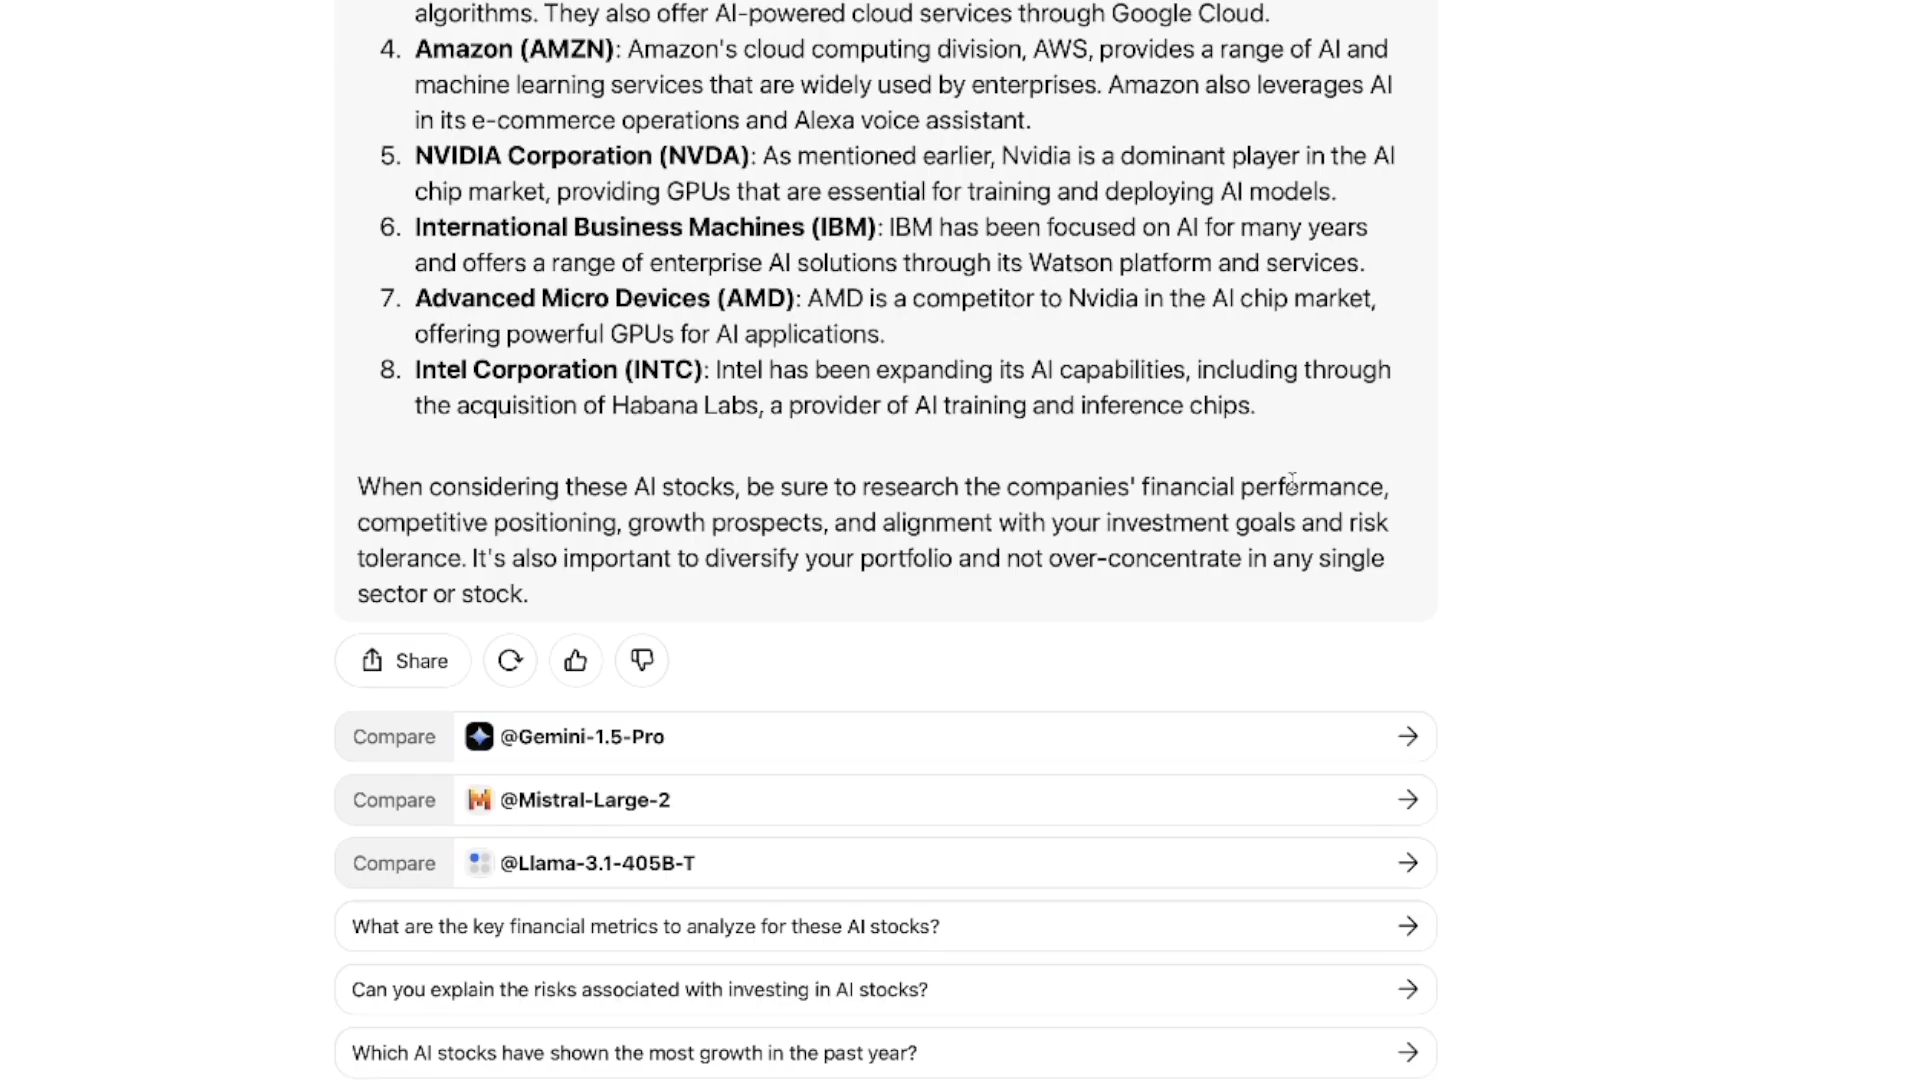 algorithms. They also offer AI-powered cloud services through Google Cloud.
4. Amazon (AMZN): Amazon's cloud computing division, AWS, provides a range of AI and
machine learning services that are widely used by enterprises. Amazon also leverages AI
in its e-commerce operations and Alexa voice assistant.
5. NVIDIA Corporation (NVDA): As mentioned earlier, Nvidia is a dominant player in the AI
chip market, providing GPUs that are essential for training and deploying AI models.
6. International Business Machines (IBM): IBM has been focused on AI for many years
and offers a range of enterprise AI solutions through its Watson platform and services.
7. Advanced Micro Devices (AMD): AMD is a competitor to Nvidia in the AI chip market,
offering powerful GPUs for AI applications.
8. Intel Corporation (INTC): Intel has been expanding its AI capabilities, including through
the acquisition of Habana Labs, a provider of AI training and inference chips.
When considering these AI stocks, be sure to research the companies' financial performance,
competitive positioning, growth prospects, and alignment with your investment goals and risk
tolerance. It's also important to diversify your portfolio and not over-concentrate in any single
sector or stock.
Share
Compare @Gemini-1.5-Pro
Compare @Mistral-Large-2
Compare @Llama-3.1-405B-T
What are the key financial metrics to analyze for these AI stocks?
Can you explain the risks associated with investing in AI stocks?
Which AI stocks have shown the most growth in the past year?